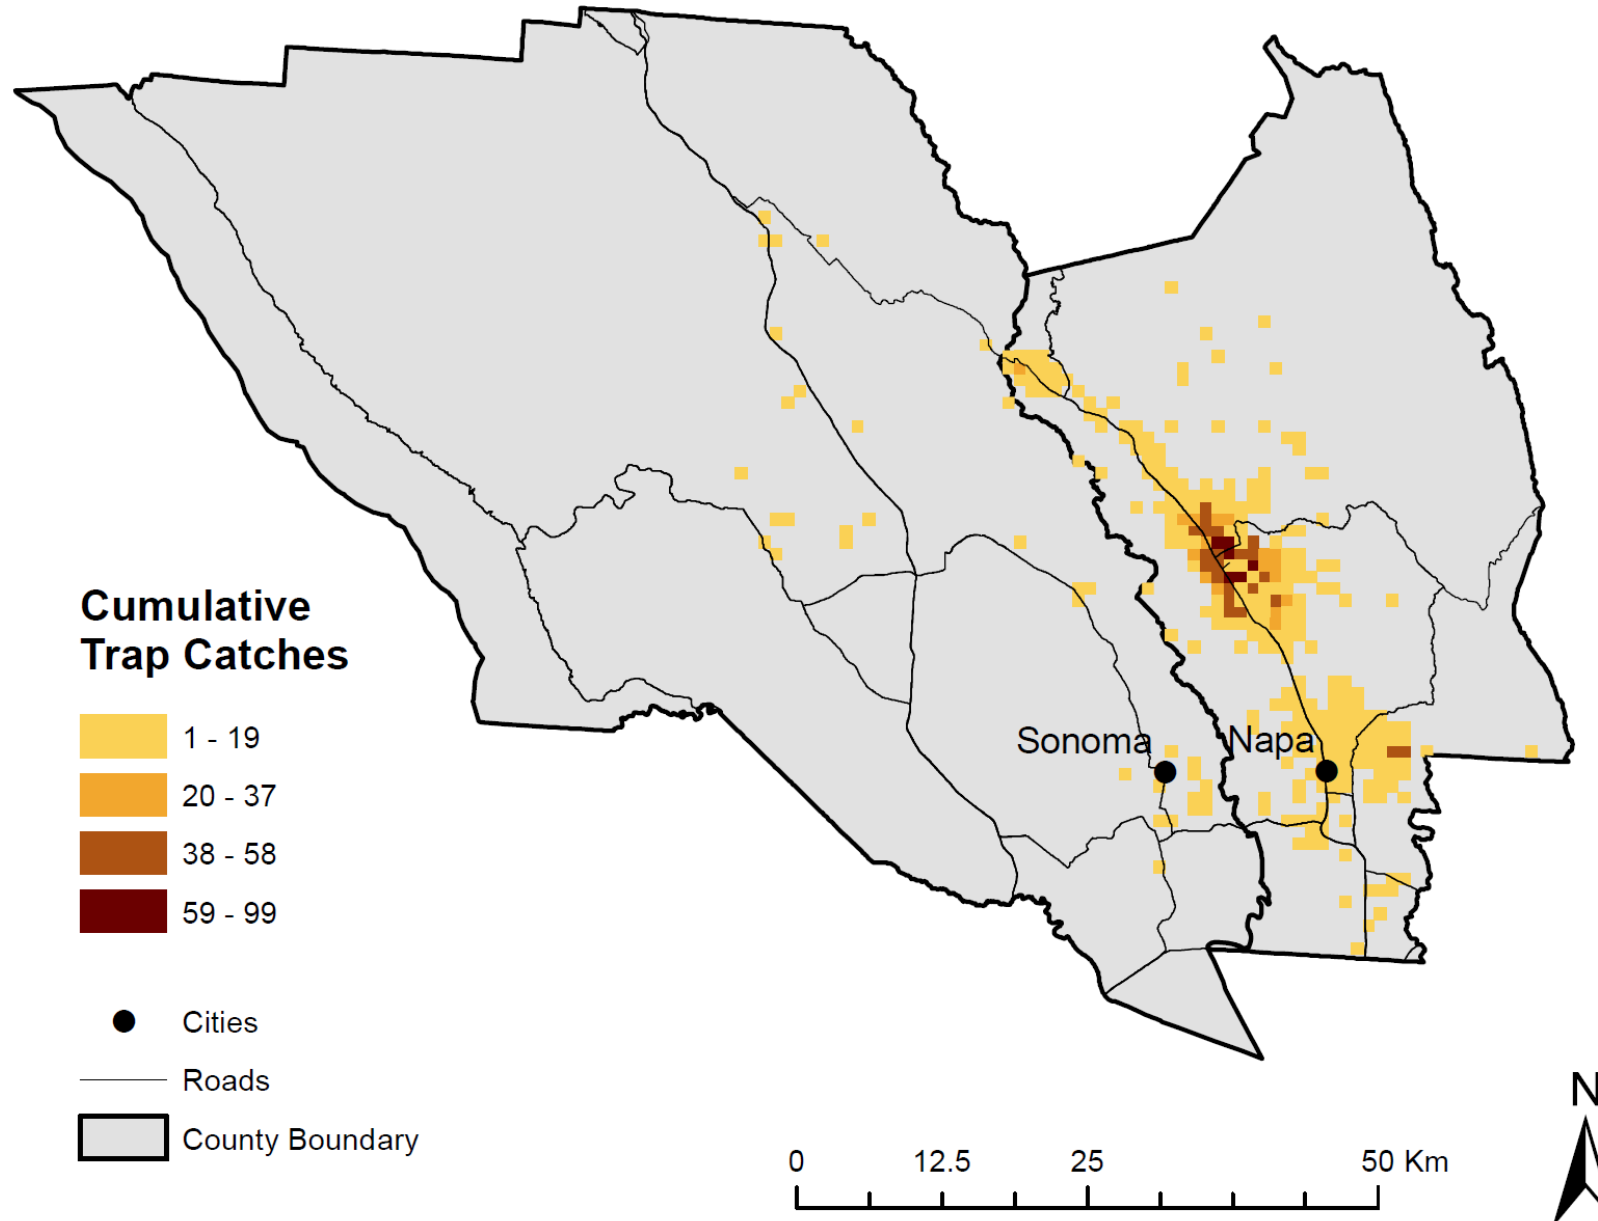 Sonoma
Napa
Cumulative
Trap Catches
1 - 19
20 - 37
38 - 58
59 - 99
Cities
Roads
County Boundary
0 12.5 25 50 Km
N